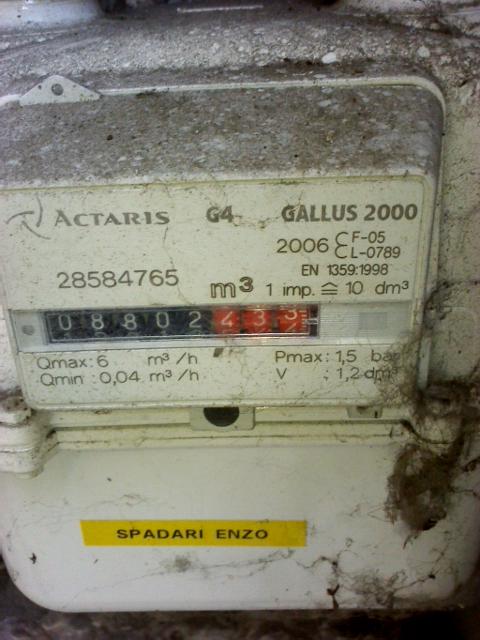 ACTARIS G4 GALLUS 2000
2006 CE F-05
CE L-0789
EN 1359:1998
28584765 m³ 1 imp. ≙ 10 dm³
0 8 8 0 2 4 3 3
Qmax: 6 m³/h Pmax: 1,5 bar
Qmin: 0,04 m³/h V : 1,2 dm³
SPADARI ENZO